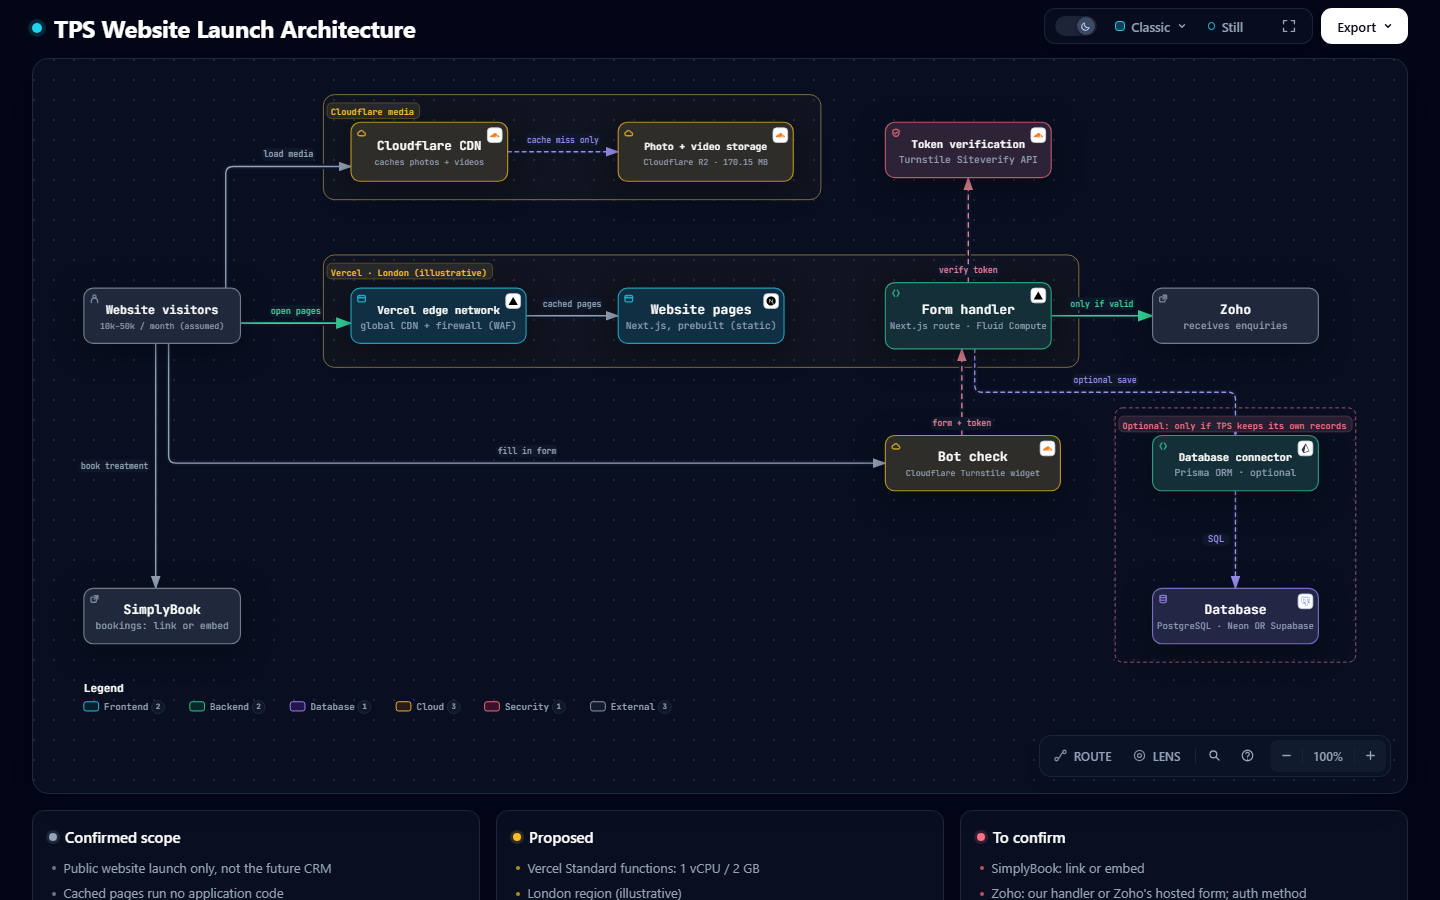 TPS Website Launch Architecture
Classic
Still
Export
Cloudflare media
Cloudflare CDN
caches photos + videos
cache miss only
Photo + video storage
Cloudflare R2 · 170.15 MB
Token verification
Turnstile Siteverify API
load media
verify token
Vercel · London (illustrative)
Website visitors
10k-50k / month (assumed)
open pages
Vercel edge network
global CDN + firewall (WAF)
cached pages
Website pages
Next.js, prebuilt (static)
Form handler
Next.js route · Fluid Compute
only if valid
Zoho
receives enquiries
optional save
form + token
Optional: only if TPS keeps its own records
fill in form
Bot check
Cloudflare Turnstile widget
Database connector
Prisma ORM · optional
book treatment
SQL
SimplyBook
bookings: link or embed
Database
PostgreSQL · Neon OR Supabase
Legend
Frontend 2
Backend 2
Database 1
Cloud 3
Security 1
External 3
ROUTE
LENS
100%
Confirmed scope
Public website launch only, not the future CRM
Cached pages run no application code
Proposed
Vercel Standard functions: 1 vCPU / 2 GB
London region (illustrative)
To confirm
SimplyBook: link or embed
Zoho: our handler or Zoho's hosted form; auth method